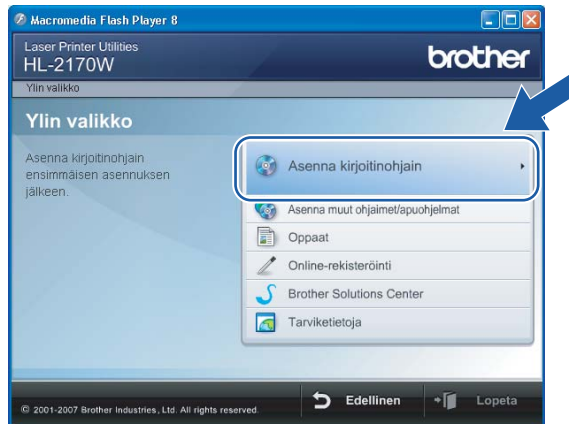 Macromedia Flash Player 8
Laser Printer Utilities
HL-2170W
brother
Ylin valikko
Ylin valikko
Asenna kirjoitinohjain
ensimmäisen asennuksen
jälkeen.
Asenna kirjoitinohjain
Asenna muut ohjaimet/apuohjelmat
Oppaat
Online-rekisteröinti
Brother Solutions Center
Tarviketietoja
© 2001-2007 Brother Industries, Ltd. All rights reserved.
Edellinen
Lopeta